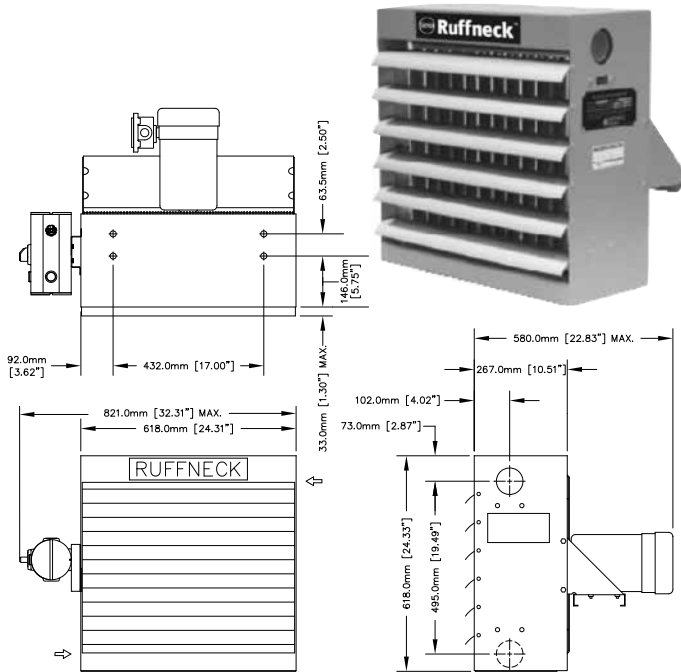 Ruffneck™
63.5mm [2.50"]
146.0mm
[5.75"]
92.0mm
[3.62"]
432.0mm [17.00"]
33.0mm [1.30"] MAX.
821.0mm [32.31"] MAX.
618.0mm [24.31"]
RUFFNECK
580.0mm [22.83"] MAX.
267.0mm [10.51"]
102.0mm [4.02"]
73.0mm [2.87"]
618.0mm [24.33"]
495.0mm [19.49"]